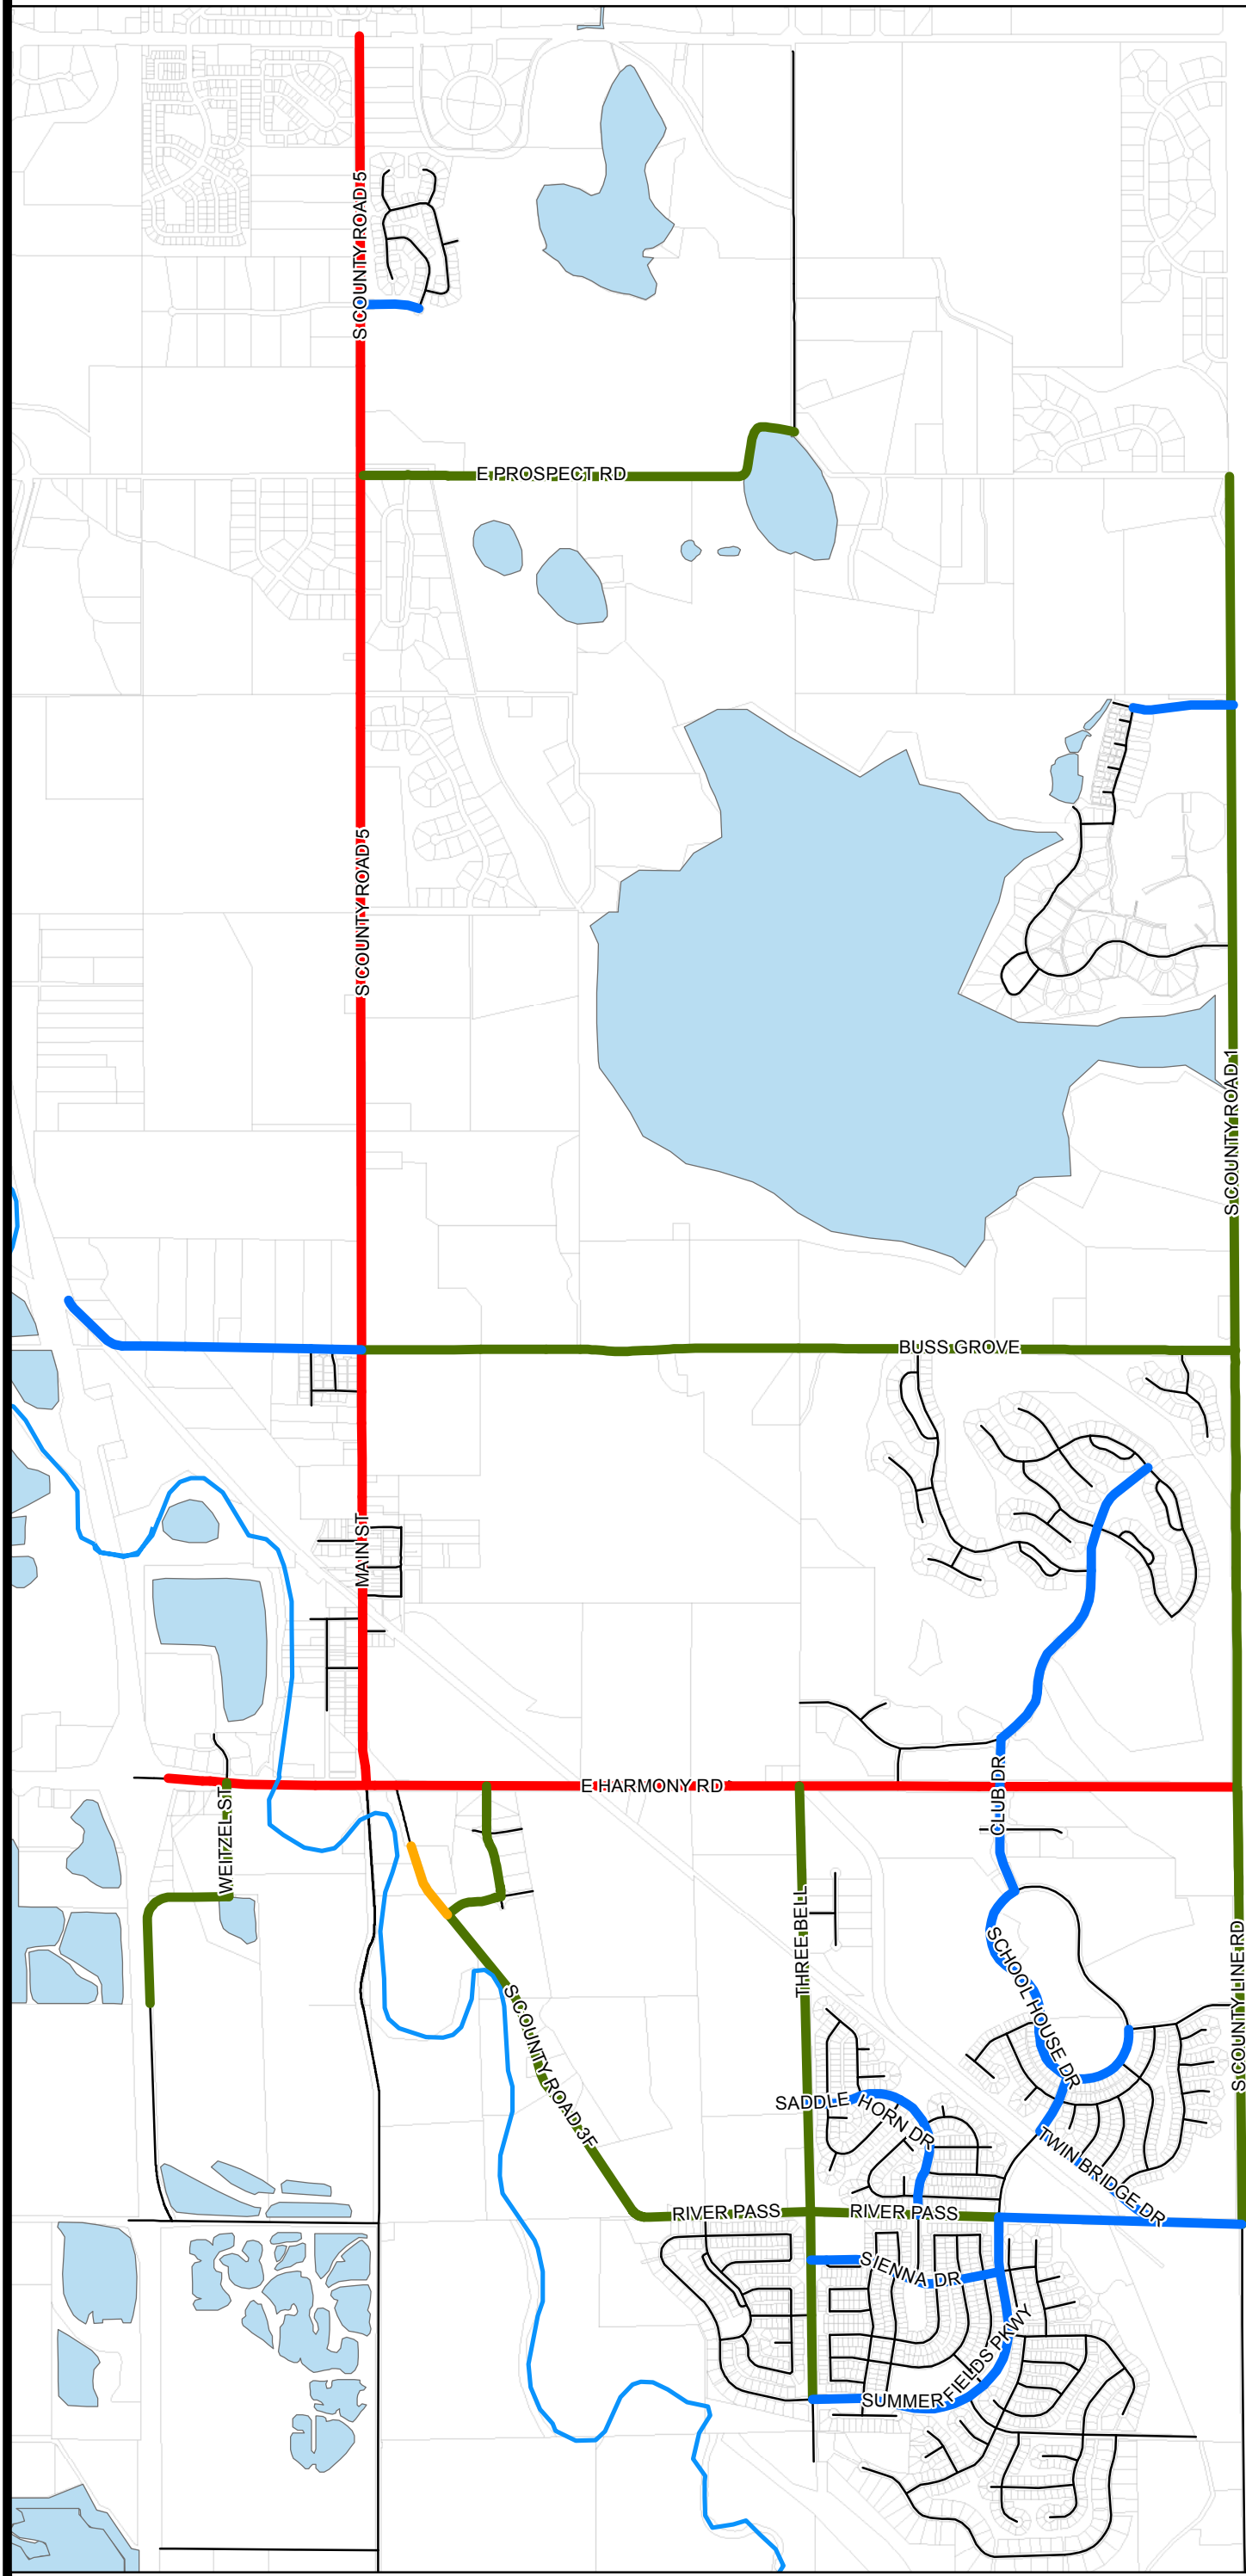 S COUNTY ROAD 5
E PROSPECT RD
S COUNTY ROAD 5
S COUNTY ROAD 1
BUSS GROVE
MAIN ST
E HARMONY RD
CLUB DR
WEITZEL ST
THREE BELL
SCHOOL HOUSE DR
S COUNTY LINE RD
S COUNTY ROAD 3F
SADDLE HORN DR
TWIN BRIDGE DR
RIVER PASS
RIVER PASS
SIENNA DR
SUMMERFIELDS PKWY